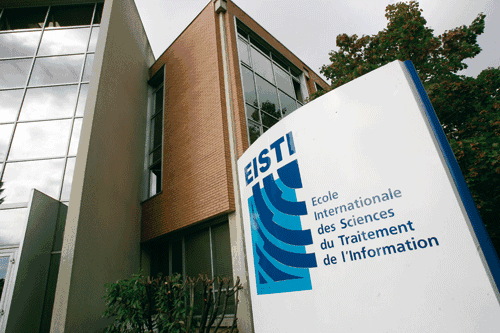 EISTI
Ecole
Internationale
des Sciences
du Traitement
de l'Information